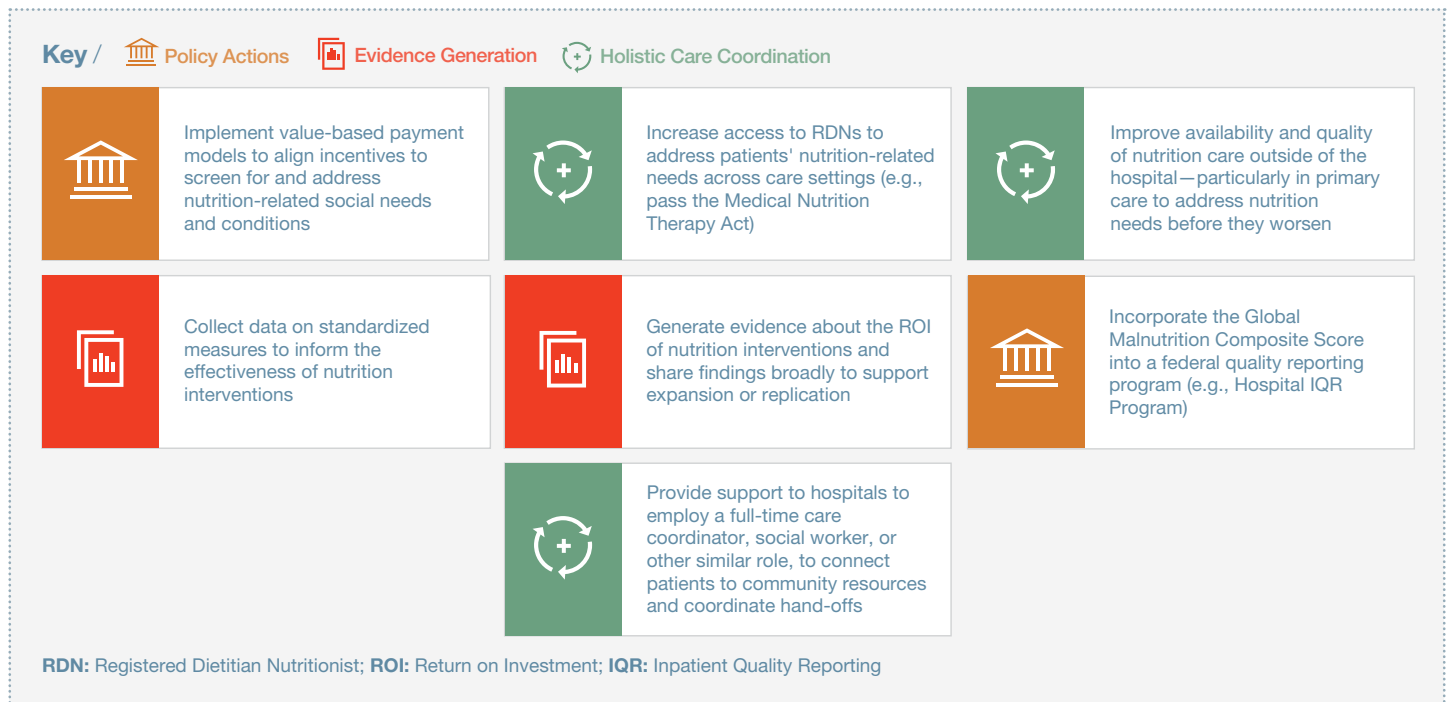 Key / Policy Actions Evidence Generation Holistic Care Coordination
Implement value-based payment
models to align incentives to
screen for and address
nutrition-related social needs
and conditions
Increase access to RDNs to
address patients' nutrition-related
needs across care settings (e.g.,
pass the Medical Nutrition
Therapy Act)
Improve availability and quality
of nutrition care outside of the
hospital—particularly in primary
care to address nutrition
needs before they worsen
Collect data on standardized
measures to inform the
effectiveness of nutrition
interventions
Generate evidence about the ROI
of nutrition interventions and
share findings broadly to support
expansion or replication
Incorporate the Global
Malnutrition Composite Score
into a federal quality reporting
program (e.g., Hospital IQR
Program)
Provide support to hospitals to
employ a full-time care
coordinator, social worker, or
other similar role, to connect
patients to community resources
and coordinate hand-offs
RDN: Registered Dietitian Nutritionist; ROI: Return on Investment; IQR: Inpatient Quality Reporting